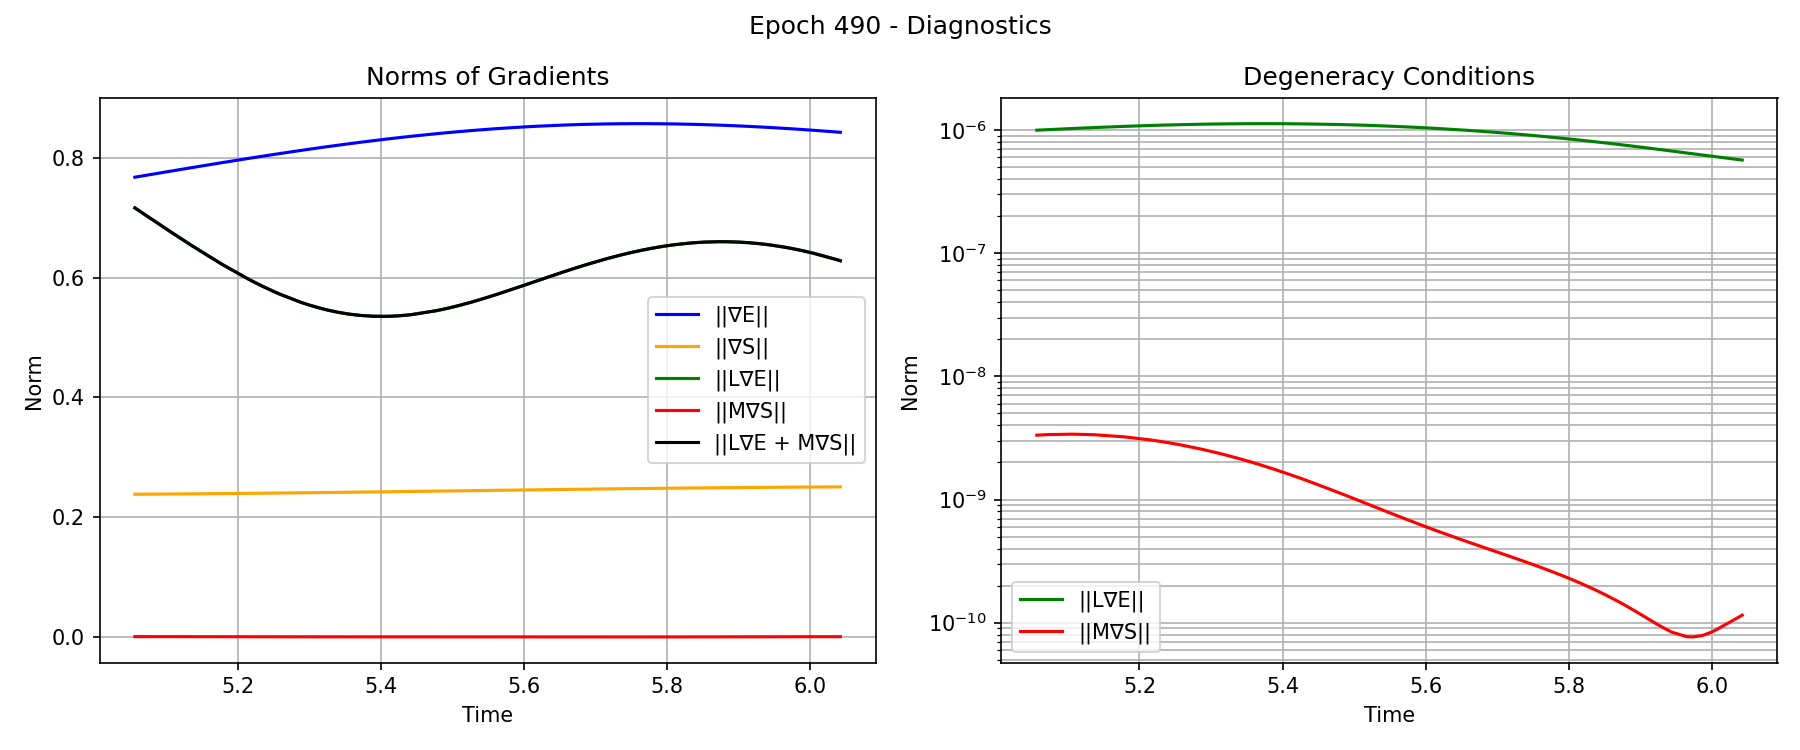 Epoch 490 - Diagnostics
Norms of Gradients
Norm
0.8
0.6
0.4
0.2
0.0
||∇E||
||∇S||
||L∇E||
||M∇S||
||L∇E + M∇S||
5.2 5.4 5.6 5.8 6.0
Time
Degeneracy Conditions
Norm
10⁻⁶
10⁻⁷
10⁻⁸
10⁻⁹
10⁻¹⁰
||L∇E||
||M∇S||
5.2 5.4 5.6 5.8 6.0
Time